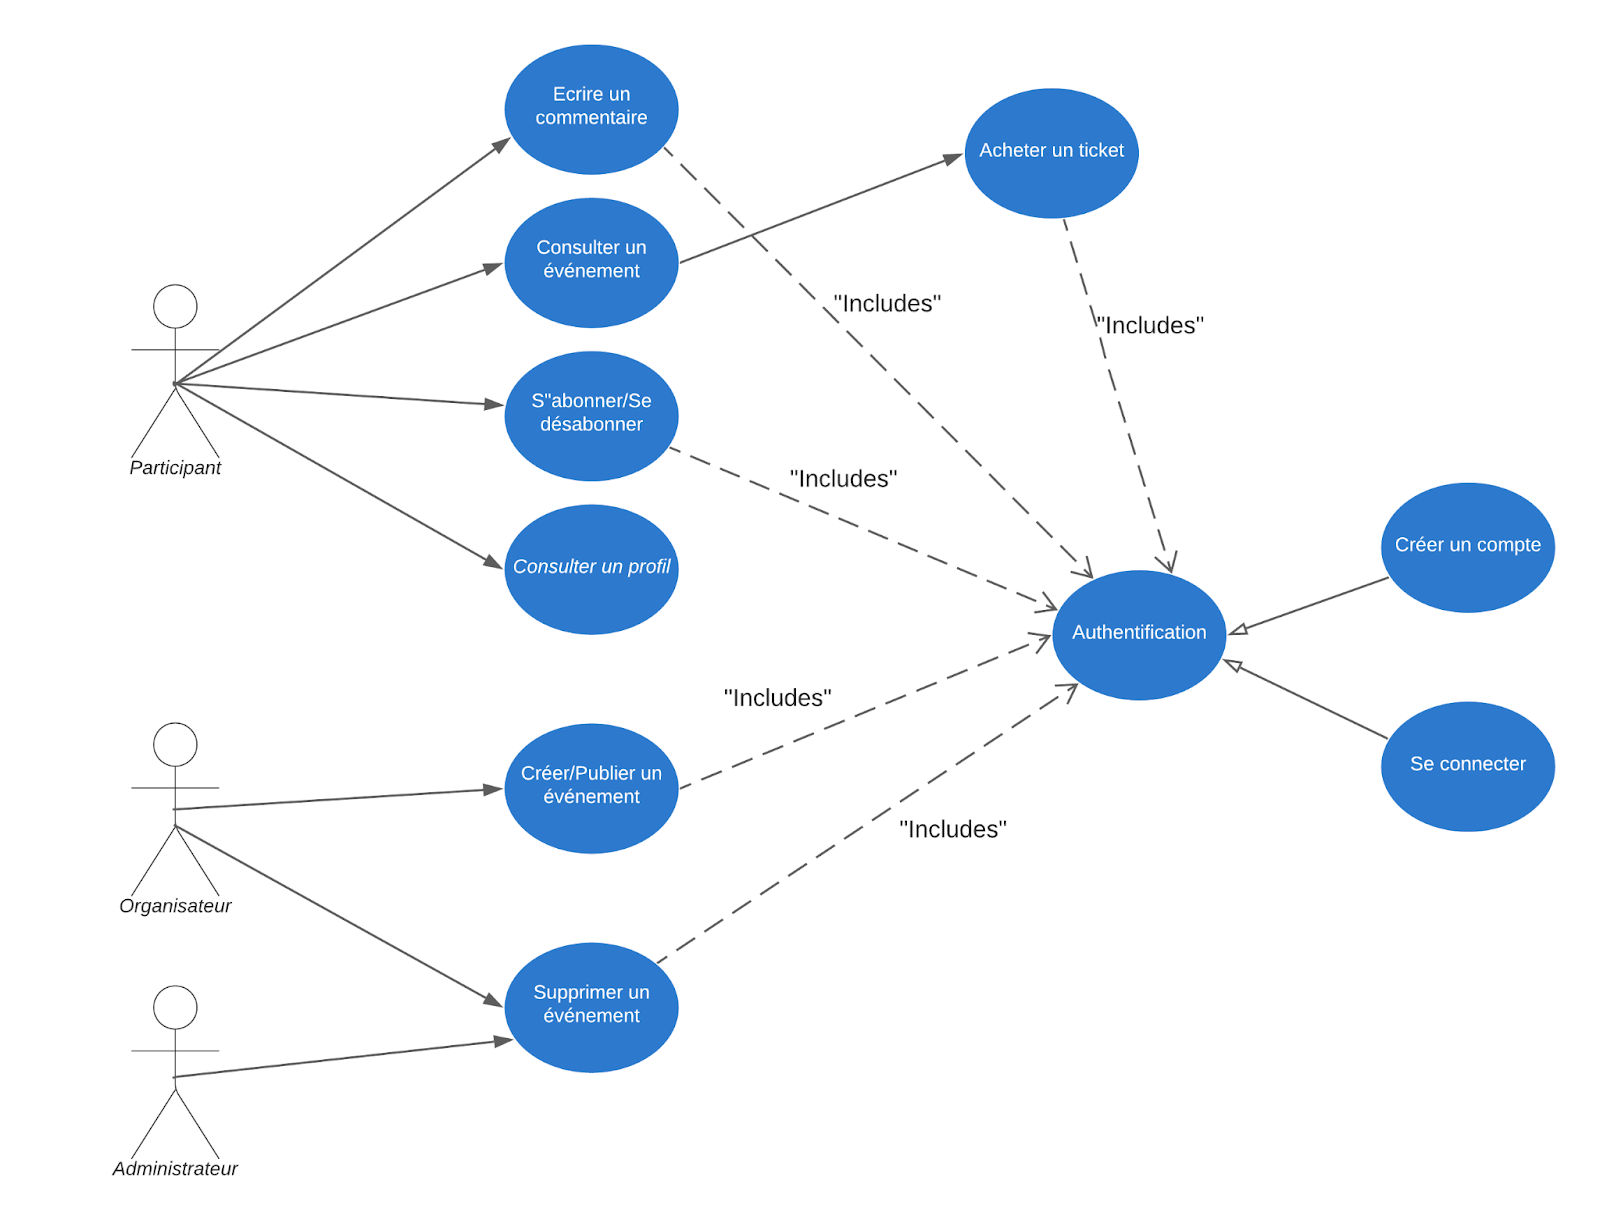 Ecrire un
commentaire
Acheter un ticket
Consulter un
événement
"Includes"
"Includes"
S"abonner/Se
désabonner
Participant
"Includes"
Consulter un profil
Créer un compte
Authentification
"Includes"
Créer/Publier un
événement
Se connecter
"Includes"
Organisateur
Supprimer un
événement
Administrateur